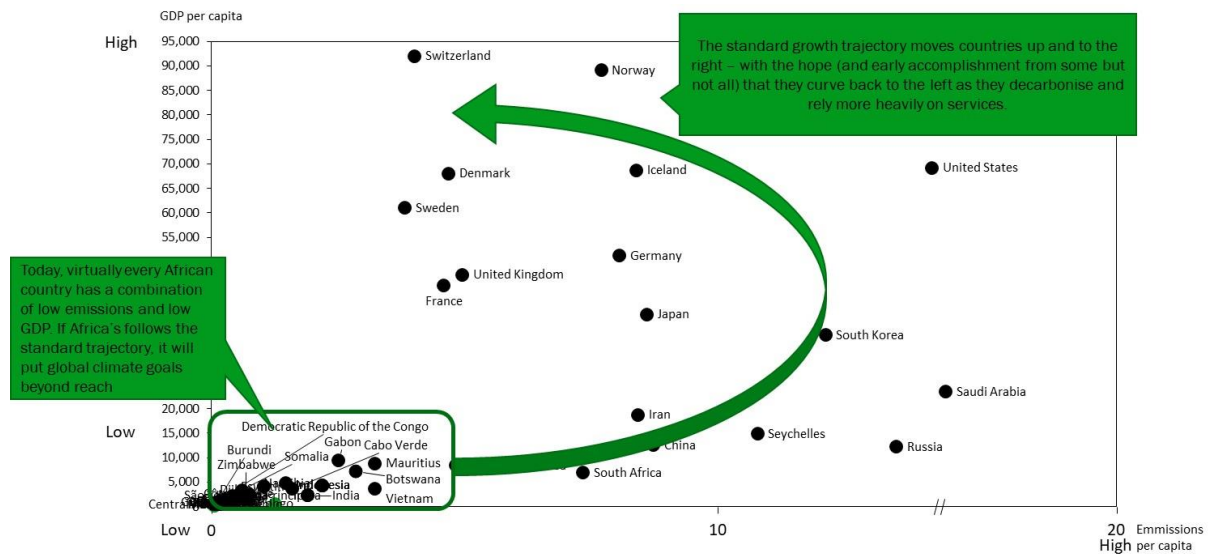 GDP per capita
High
95,000
90,000
85,000
80,000
75,000
70,000
65,000
60,000
55,000
20,000
15,000
10,000
5,000
0
Low
Switzerland
Norway
The standard growth trajectory moves countries up and to the
right – with the hope (and early accomplishment from some but
not all) that they curve back to the left as they decarbonise and
rely more heavily on services.
Denmark
Iceland
United States
Sweden
Germany
United Kingdom
France
Japan
South Korea
Today, virtually every African
country has a combination
of low emissions and low
GDP. If Africa's follows the
standard trajectory, it will
put global climate goals
beyond reach
Saudi Arabia
Iran
Seychelles
China
Russia
South Africa
Democratic Republic of the Congo
Gabon
Cabo Verde
Burundi
Somalia
Zimbabwe
Mauritius
Botswana
India
Vietnam
Central
Low
0
10
//
20
High
Emmissions
per capita